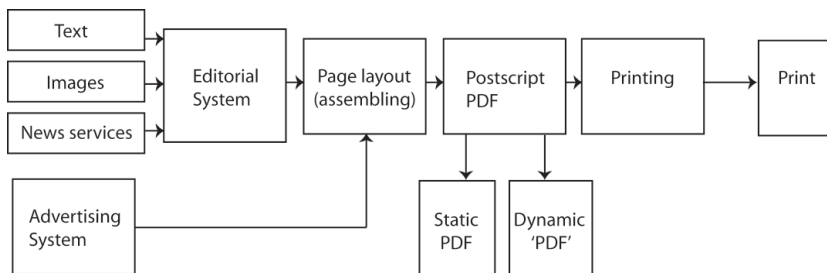 Text
Images
News services
Editorial
System
Page layout
(assembling)
Postscript
PDF
Printing
Print
Advertising
System
Static
PDF
Dynamic
‘PDF’